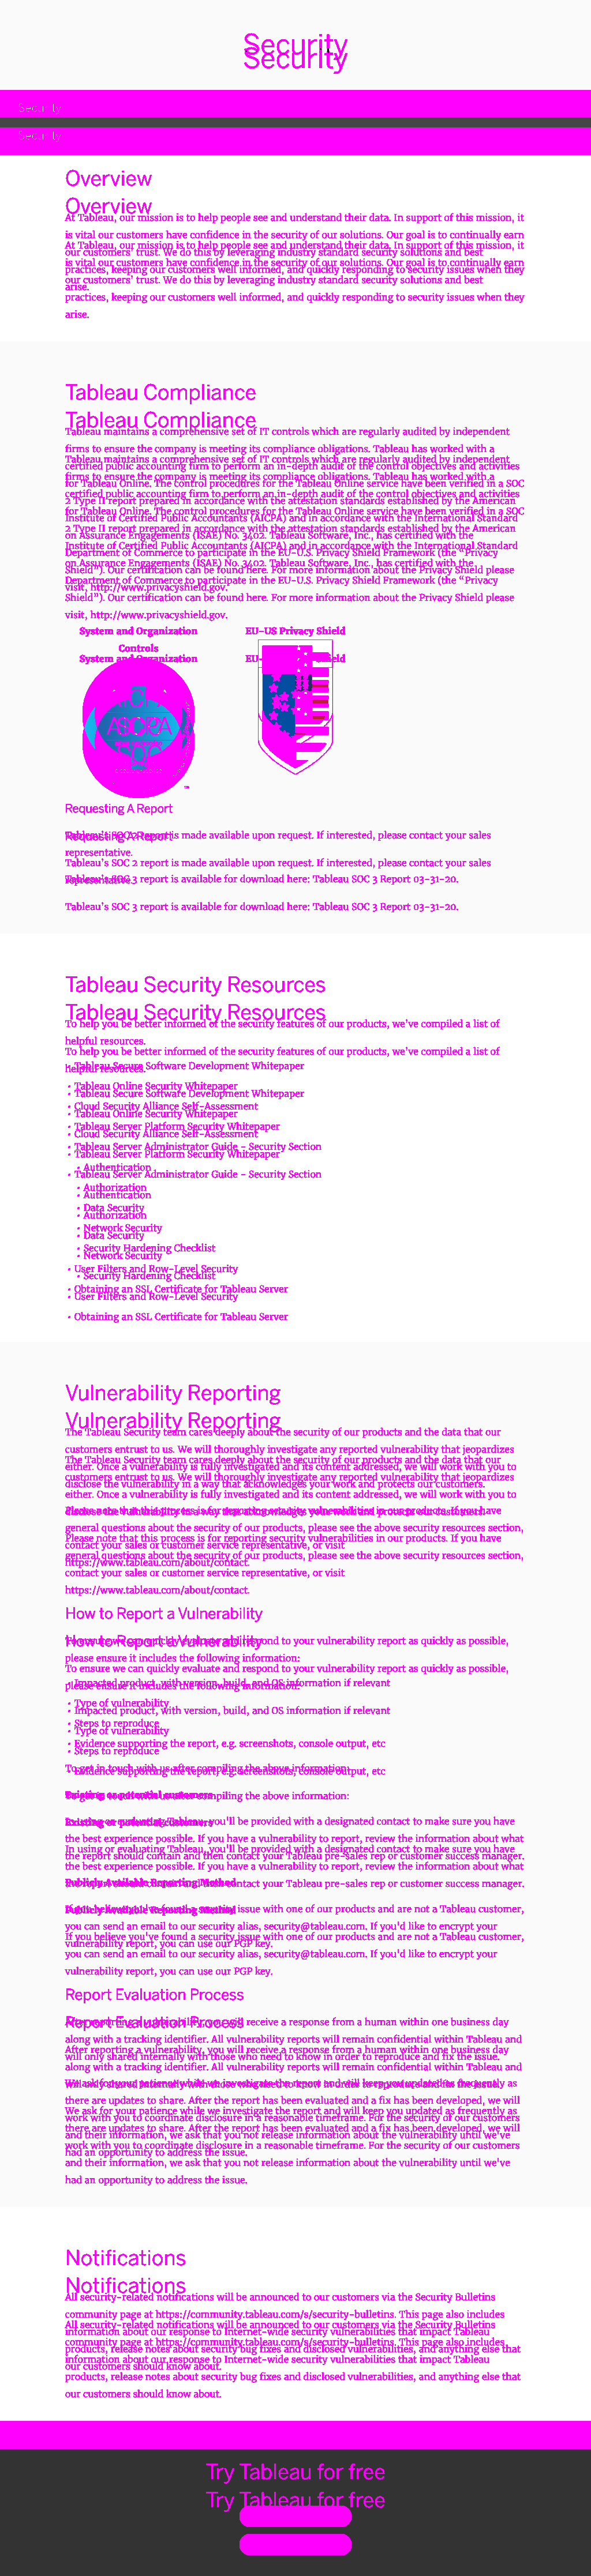 Security
Security
Security
Security
Overview
Overview
At Tableau, our mission is to help people see and understand their data. In support of this mission, it
is vital our customers have confidence in the security of our solutions. Our goal is to continually earn
our customers' trust. We do this by leveraging industry standard security solutions and best
practices, keeping our customers well informed, and quickly responding to security issues when they
arise.
Tableau Compliance
Tableau Compliance
Tableau maintains a comprehensive set of IT controls which are regularly audited by independent
firms to ensure the company is meeting its compliance obligations. Tableau has worked with a
certified public accounting firm to perform an in-depth audit of the control objectives and activities
for Tableau Online. The control procedures for the Tableau Online service have been verified in a SOC
2 Type II report prepared in accordance with the attestation standards established by the American
Institute of Certified Public Accountants (AICPA) and in accordance with the International Standard
on Assurance Engagements (ISAE) No. 3402. Tableau Software, Inc., has certified with the
Department of Commerce to participate in the EU-U.S. Privacy Shield Framework (the “Privacy
Shield”). Our certification can be found here. For more information about the Privacy Shield please
visit, http://www.privacyshield.gov.
System and Organization
Controls
EU-US Privacy Shield
Requesting A Report
Requesting A Report
Tableau's SOC 2 report is made available upon request. If interested, please contact your sales
representative.
Tableau's SOC 3 report is available for download here: Tableau SOC 3 Report 03-31-20.
Tableau Security Resources
Tableau Security Resources
To help you be better informed of the security features of our products, we've compiled a list of
helpful resources.
• Tableau Secure Software Development Whitepaper
• Tableau Online Security Whitepaper
• Cloud Security Alliance Self-Assessment
• Tableau Server Platform Security Whitepaper
• Tableau Server Administrator Guide - Security Section
• Authentication
• Authorization
• Data Security
• Network Security
• Security Hardening Checklist
• User Filters and Row-Level Security
• Obtaining an SSL Certificate for Tableau Server
Vulnerability Reporting
Vulnerability Reporting
The Tableau Security team cares deeply about the security of our products and the data that our
customers entrust to us. We will thoroughly investigate any reported vulnerability that jeopardizes
either. Once a vulnerability is fully investigated and its content addressed, we will work with you to
disclose the vulnerability in a way that acknowledges your work and protects our customers.
Please note that this process is for reporting security vulnerabilities in our products. If you have
general questions about the security of our products, please see the above security resources section,
contact your sales or customer service representative, or visit
https://www.tableau.com/about/contact.
How to Report a Vulnerability
How to Report a Vulnerability
To ensure we can quickly evaluate and respond to your vulnerability report as quickly as possible,
please ensure it includes the following information:
• Impacted product, with version, build, and OS information if relevant
• Type of vulnerability
• Steps to reproduce
• Evidence supporting the report, e.g. screenshots, console output, etc
To get in touch with us after compiling the above information:
Existing or potential customers
In using or evaluating Tableau, you'll be provided with a designated contact to make sure you have
the best experience possible. If you have a vulnerability to report, review the information about what
the report should contain and then contact your Tableau pre-sales rep or customer success manager.
Publicly Available Reporting Method
If you believe you've found a security issue with one of our products and are not a Tableau customer,
you can send an email to our security alias, security@tableau.com. If you'd like to encrypt your
vulnerability report, you can use our PGP key.
Report Evaluation Process
Report Evaluation Process
After reporting a vulnerability, you will receive a response from a human within one business day
along with a tracking identifier. All vulnerability reports will remain confidential within Tableau and
will only shared internally with those who need to know in order to reproduce and fix the issue.
We ask for your patience while we investigate the report and will keep you updated as frequently as
there are updates to share. After the report has been evaluated and a fix has been developed, we will
work with you to coordinate disclosure in a reasonable timeframe. For the security of our customers
and their information, we ask that you not release information about the vulnerability until we've
had an opportunity to address the issue.
Notifications
Notifications
All security-related notifications will be announced to our customers via the Security Bulletins
community page at https://community.tableau.com/s/security-bulletins. This page also includes
information about our response to Internet-wide security vulnerabilities that impact Tableau
products, release notes about security bug fixes and disclosed vulnerabilities, and anything else that
our customers should know about.
Try Tableau for free
Try Tableau for free